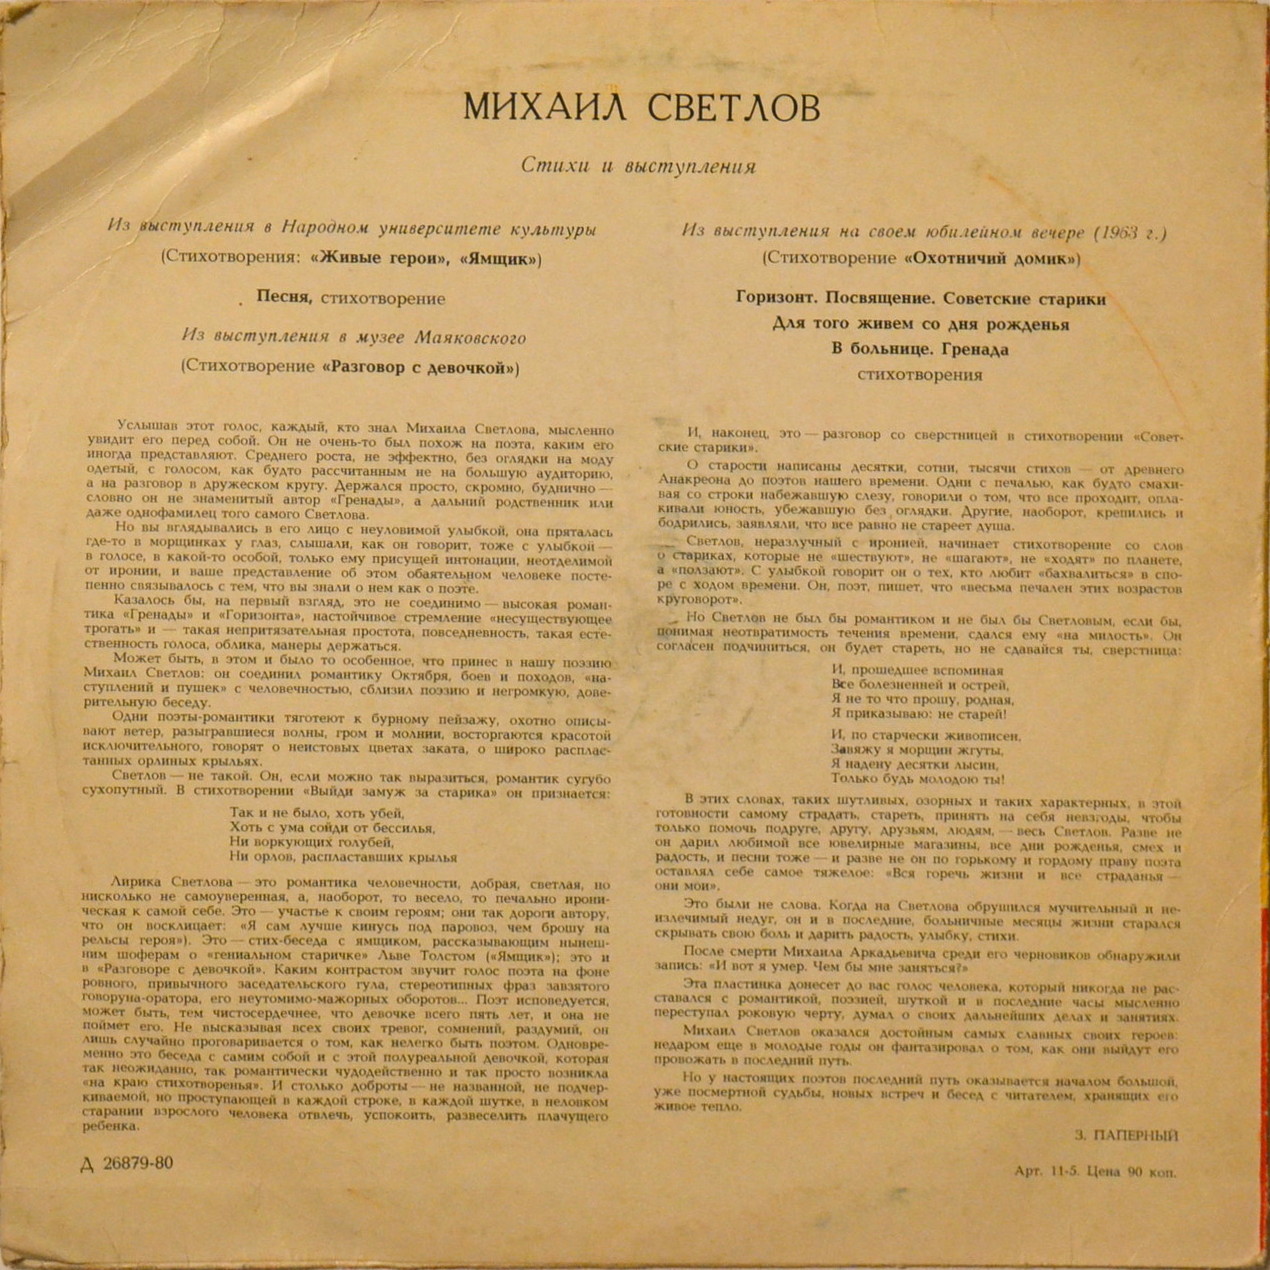 МИХАИЛ СВЕТЛОВ
Стихи и выступления
Из выступления в Народном университете культуры
(Стихотворения: «Живые герои», «Ямщик»)
Песня, стихотворение
Из выступления в музее Маяковского
(Стихотворение «Разговор с девочкой»)
Из выступления на своем юбилейном вечере (1963 г.)
(Стихотворение «Охотничий домик»)
Горизонт. Посвящение. Советские старики
Для того живем со дня рожденья
В больнице. Гренада
стихотворения
Услышав этот голос, каждый, кто знал Михаила Светлова, мысленно
увидит его перед собой. Он не очень-то был похож на поэта, каким его
иногда представляют. Среднего роста, не эффектно, без оглядки на моду
одетый, с голосом, как будто рассчитанным не на большую аудиторию,
а на разговор в дружеском кругу. Держался просто, скромно, буднично —
словно он не знаменитый автор «Гренады», а дальний родственник или
даже однофамилец того самого Светлова.
Но вы вглядывались в его лицо с неуловимой улыбкой, она пряталась
где-то в морщинках у глаз, слышали, как он говорит, тоже с улыбкой —
в голосе, в какой-то особой, только ему присущей интонации, неотделимой
от иронии, и ваше представление об этом обаятельном человеке посте-
пенно связывалось с тем, что вы знали о нем как о поэте.
Казалось бы, на первый взгляд, это не соединимо — высокая роман-
тика «Гренады» и «Горизонта», настойчивое стремление «несуществующее
трогать» и — такая непритязательная простота, повседневность, такая есте-
ственность голоса, облика, манеры держаться.
Может быть, в этом и было то особенное, что принес в нашу поэзию
Михаил Светлов: он соединил романтику Октября, боев и походов, «на-
ступлений и пушек» с человечностью, сблизил поэзию и негромкую, дове-
рительную беседу.
Одни поэты-романтики тяготеют к бурному пейзажу, охотно описы-
вают ветер, разыгравшиеся волны, гром и молнии, восторгаются красотой
исключительного, говорят о неистовых цветах заката, о широко распла­с-
танных орлиных крыльях.
Светлов — не такой. Он, если можно так выразиться, романтик сугубо
сухопутный. В стихотворении «Выйди замуж за старика» он признается:
Так и не было, хоть убей,
Хоть с ума сойди от бессилья,
Ни воркующих голубей,
Ни орлов, распластавших крылья
Лирика Светлова — это романтика человечности, добрая, светлая, но
нисколько не самоуверенная, а, наоборот, то весело, то печально ирони-
ческая к самой себе. Это — участье к своим героям; они так дороги автору,
что он восклицает: «Я сам лучше кинусь под паровоз, чем брошу на
рельсы героя»). Это — стих-беседа с ямщиком, рассказывающим нынеш-
ним шоферам о «гениальном старичке» Льве Толстом («Ямщик»); это и
в «Разговоре с девочкой». Каким контрастом звучит голос поэта на фоне
ровного, привычного заседательского гула, стереотипных фраз завзятого
говоруна-оратора, его неутомимо-мажорных оборотов... Поэт исповедуется,
может быть, тем чистосердечнее, что девочке всего пять лет, и она не
поймет его. Не высказывая всех своих тревог, сомнений, раздумий, он
лишь случайно проговаривается о том, как нелегко быть поэтом. Одновре-
менно это беседа с самим собой и с этой полуреальной девочкой, которая
так неожиданно, так романтически чудодейственно и так просто возникла
«на краю стихотворенья». И столько доброты — не названной, не подчер-
киваемой, но проступающей в каждой строке, в каждой шутке, в неловком
старании взрослого человека отвлечь, успокоить, развеселить плачущего
ребенка.
Д 26879-80
И, наконец, это — разговор со сверстницей в стихотворении «Совет-
ские старики».
О старости написаны десятки, сотни, тысячи стихов — от древнего
Анакреона до поэтов нашего времени. Одни с печалью, как будто смахи-
вая со строки набежавшую слезу, говорили о том, что все проходит, опла-
кивали юность, убежавшую без оглядки. Другие, наоборот, крепились и
бодрились, заявляли, что все равно не стареет душа.
Светлов, неразлучный с иронией, начинает стихотворение со слов
о стариках, которые не «шествуют», не «шагают», не «ходят» по планете,
а «ползают». С улыбкой говорит он о тех, кто любит «бахвалиться» в спо-
ре с ходом времени. Он, поэт, пишет, что «весьма печален этих возрастов
круговорот».
Но Светлов не был бы романтиком и не был бы Светловым, если бы,
понимая неотвратимость течения времени, сдался ему «на милость». Он
согласен подчиниться, он будет стареть, но не сдавайся ты, сверстница:
И, прошедшее вспоминая
Все болезненней и острей,
Я не то что прошу, родная,
Я приказываю: не старей!
И, по старчески живописен,
Завяжу я морщин жгуты,
Я надену десятки лысин,
Только будь молодою ты!
В этих словах, таких шутливых, озорных и таких характерных, в этой
готовности самому страдать, стареть, принять на себя невзгоды, чтобы
только помочь подруге, другу, друзьям, людям, — весь Светлов. Разве не
он дарил любимой все ювелирные магазины, все дни рожденья, смех и
радость, и песни тоже — и разве не он по горькому и гордому праву поэта
оставлял себе самое тяжелое: «Вся горечь жизни и все страданья —
они мои».
Это были не слова. Когда на Светлова обрушился мучительный и не-
излечимый недуг, он и в последние, больничные месяцы жизни старался
скрывать свою боль и дарить радость, улыбку, стихи.
После смерти Михаила Аркадьевича среди его черновиков обнаружили
запись: «И вот я умер. Чем бы мне заняться?»
Эта пластинка донесет до вас голос человека, который никогда не рас-
ставался с романтикой, поэзией, шуткой и в последние часы мысленно
переступал роковую черту, думал о своих дальнейших делах и занятиях.
Михаил Светлов оказался достойным самых славных своих героев:
недаром еще в молодые годы он фантазировал о том, как они выйдут его
провожать в последний путь.
Но у настоящих поэтов последний путь оказывается началом большой,
уже посмертной судьбы, новых встреч и бесед с читателем, хранящих его
живое тепло.
З. ПАПЕРНЫЙ
Арт. 11-5. Цена 90 коп.